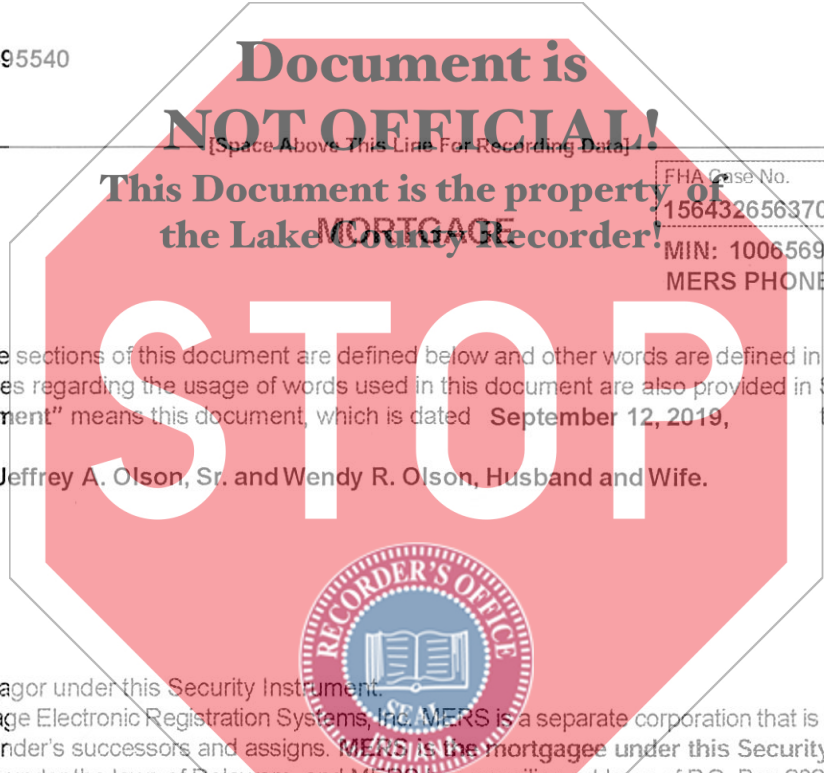 95540
Document is
NOT OFFICIAL!
[Space Above This Line For Recording Data]
This Document is the property of
the Lake County Recorder!
FHA Case No.
156432656370
MORTGAGE
MIN: 1006569
MERS PHONE
STOP
e sections of this document are defined below and other words are defined in
es regarding the usage of words used in this document are also provided in S
ment" means this document, which is dated September 12, 2019,
Jeffrey A. Olson, Sr. and Wendy R. Olson, Husband and Wife.
RECORDER'S OFFICE
SEAL
agor under this Security Instrument.
age Electronic Registration Systems, Inc. MERS is a separate corporation that is
nder's successors and assigns. MERS is the mortgagee under this Security